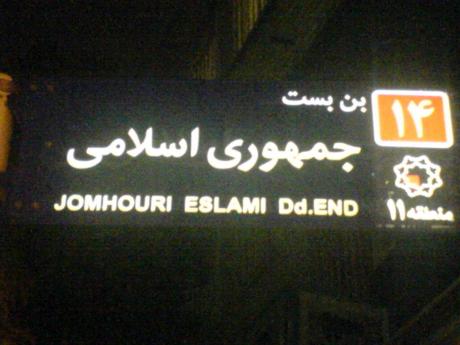 بن بست
۱۴
جمهوری اسلامی
JOMHOURI ESLAMI Dd.END
منطقه ۱۱